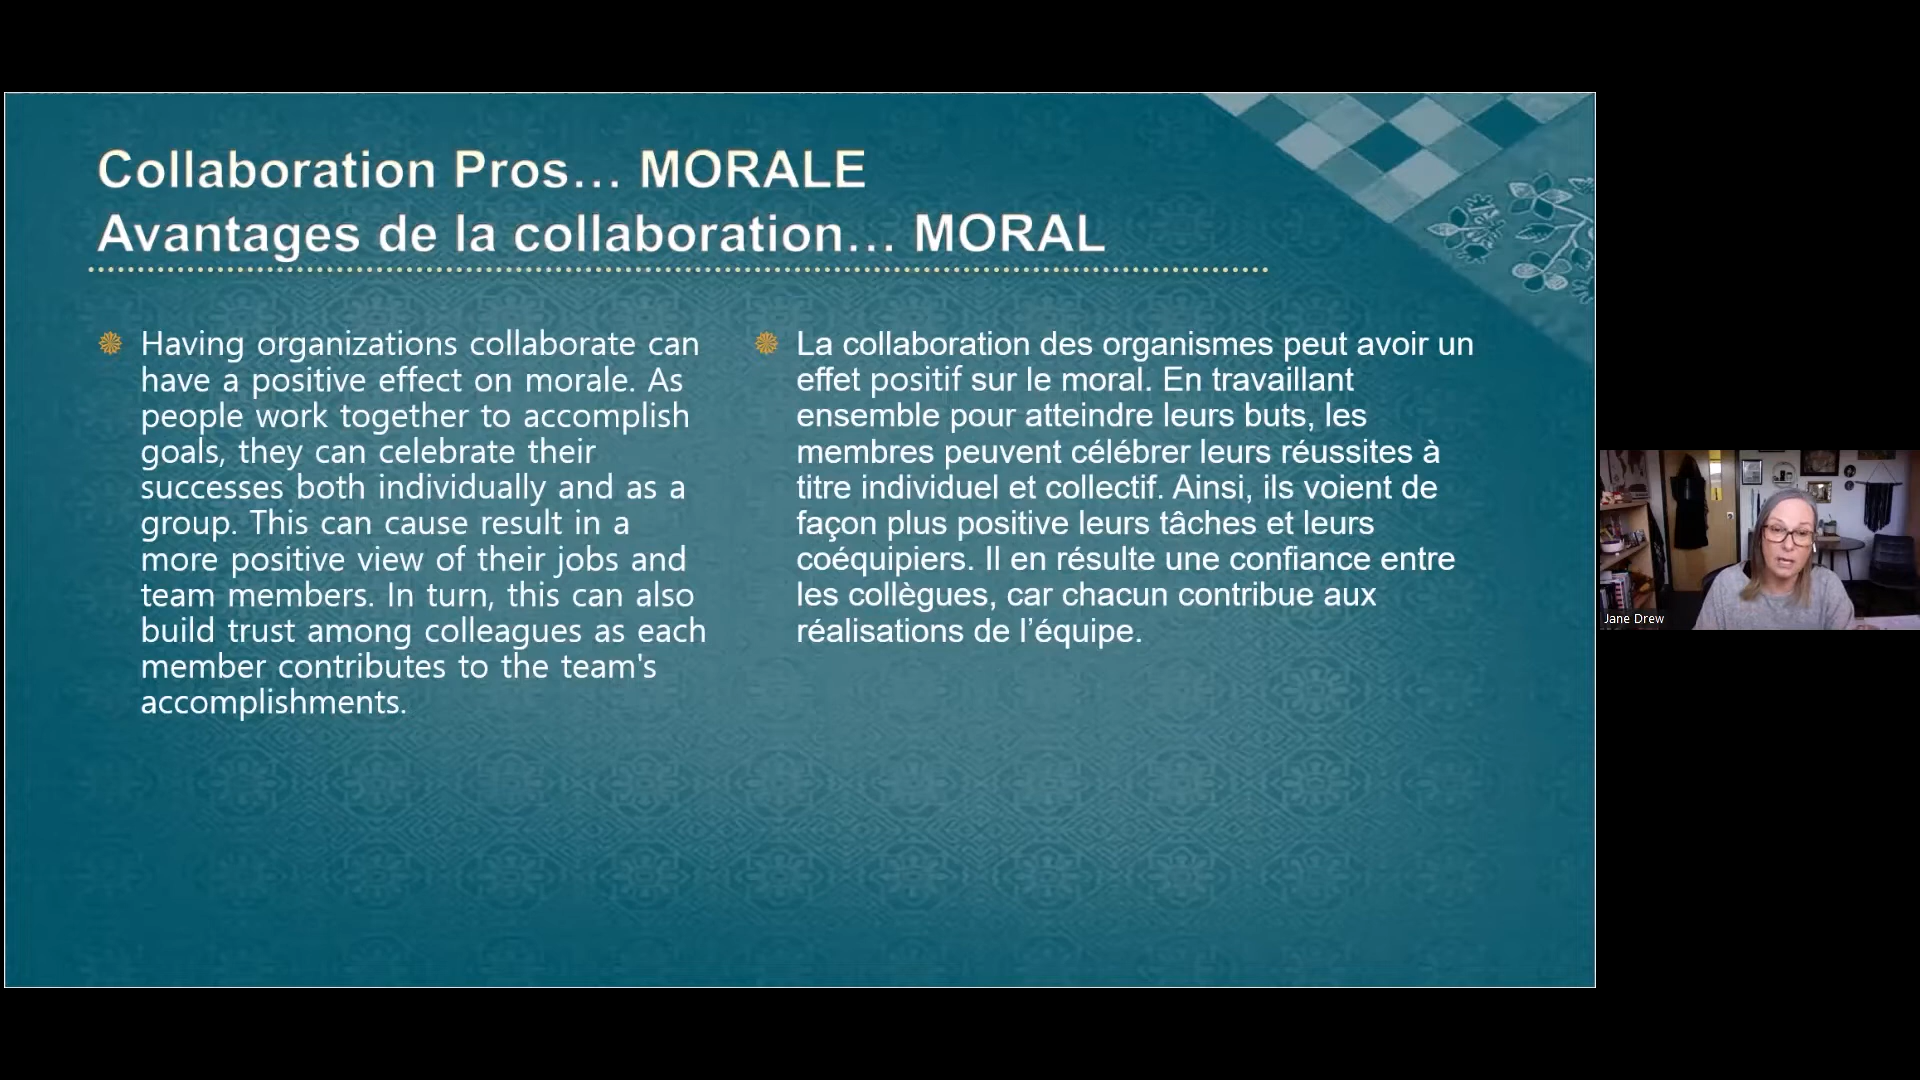 Collaboration Pros… MORALE
Avantages de la collaboration… MORAL
Having organizations collaborate can
have a positive effect on morale. As
people work together to accomplish
goals, they can celebrate their
successes both individually and as a
group. This can cause result in a
more positive view of their jobs and
team members. In turn, this can also
build trust among colleagues as each
member contributes to the team's
accomplishments.
La collaboration des organismes peut avoir un
effet positif sur le moral. En travaillant
ensemble pour atteindre leurs buts, les
membres peuvent célébrer leurs réussites à
titre individuel et collectif. Ainsi, ils voient de
façon plus positive leurs tâches et leurs
coéquipiers. Il en résulte une confiance entre
les collègues, car chacun contribue aux
réalisations de l’équipe.
Jane Drew